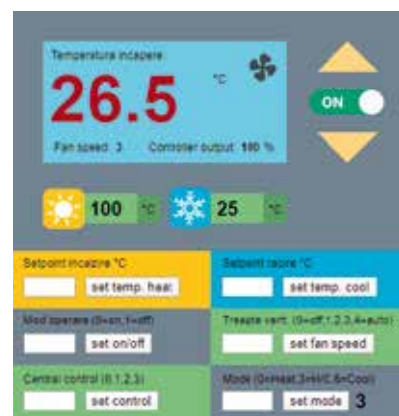 Temperatura incapere
26.5 °C
ON
Fan speed 3 Controller output 100 %
100 °C 25 °C
Setpoint incalzire °C
set temp. heat
Setpoint racire °C
set temp. cool
Mod operare (0=on,1=off)
set on/off
Treapta vent. (0=off,1,2,3,4=auto)
set fan speed
Central control (0,1,2,3)
set control
Mode (0=Heat,3=H/C,6=Cool)
set mode 3